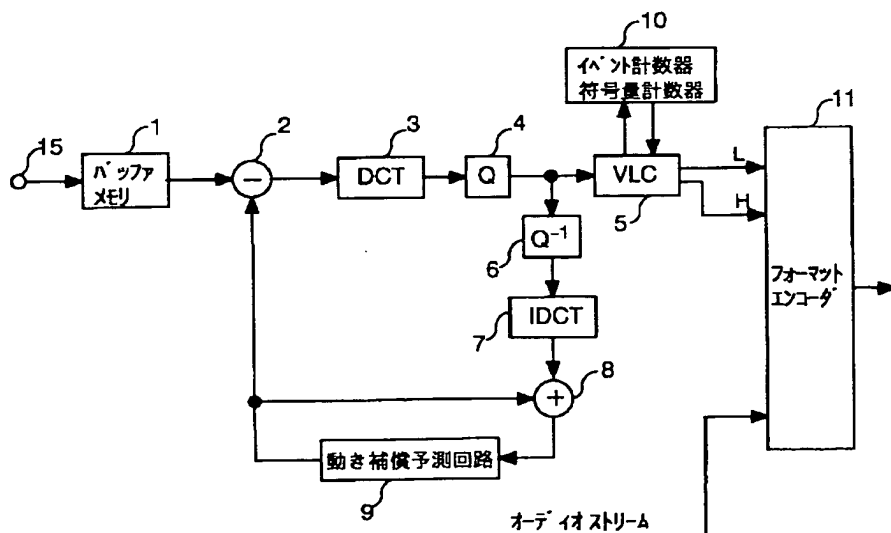 10
イベント計数器
符号量計数器
11
15
1
バッファ
メモリ
2
−
3
DCT
4
Q
VLC
5
L
H
6
Q⁻¹
フォーマット
エンコーダ
7
IDCT
8
+
動き補償予測回路
9
オーディオストリーム